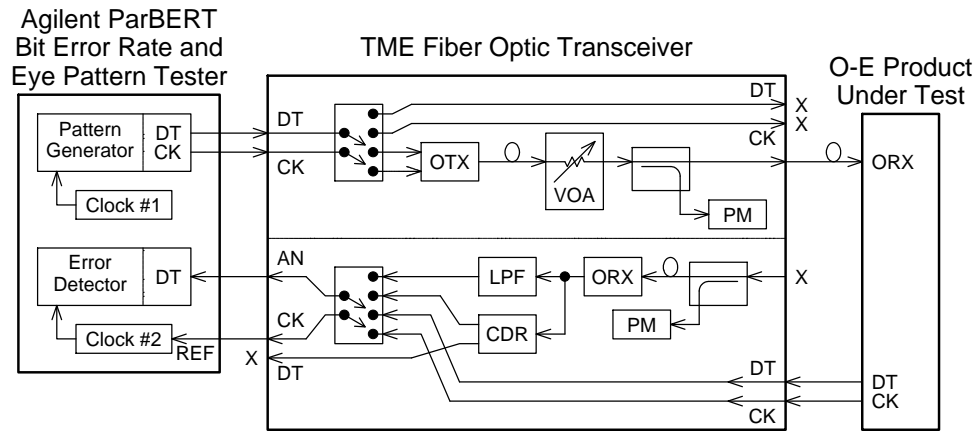 Agilent ParBERT
Bit Error Rate and
Eye Pattern Tester
TME Fiber Optic Transceiver
O-E Product
Under Test
Pattern
Generator
DT
CK
Clock #1
Error
Detector
DT
Clock #2
REF
DT
CK
OTX
VOA
PM
DT
X
X
CK
ORX
AN
CK
X
DT
LPF
ORX
CDR
PM
X
DT
CK
DT
CK